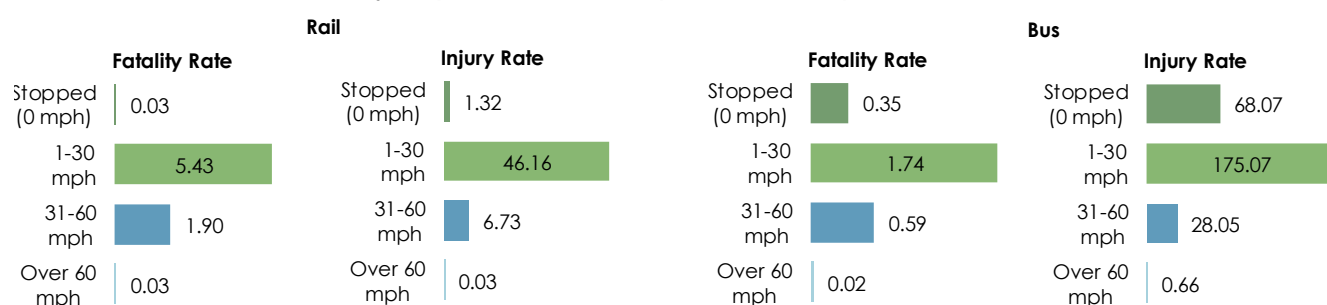 Rail
Bus
Fatality Rate
Injury Rate
Fatality Rate
Injury Rate
Stopped
(0 mph)
0.03
1-30
mph
5.43
31-60
mph
1.90
Over 60
mph
0.03
Stopped
(0 mph)
1.32
1-30
mph
46.16
31-60
mph
6.73
Over 60
mph
0.03
Stopped
(0 mph)
0.35
1-30
mph
1.74
31-60
mph
0.59
Over 60
mph
0.02
Stopped
(0 mph)
68.07
1-30
mph
175.07
31-60
mph
28.05
Over 60
mph
0.66